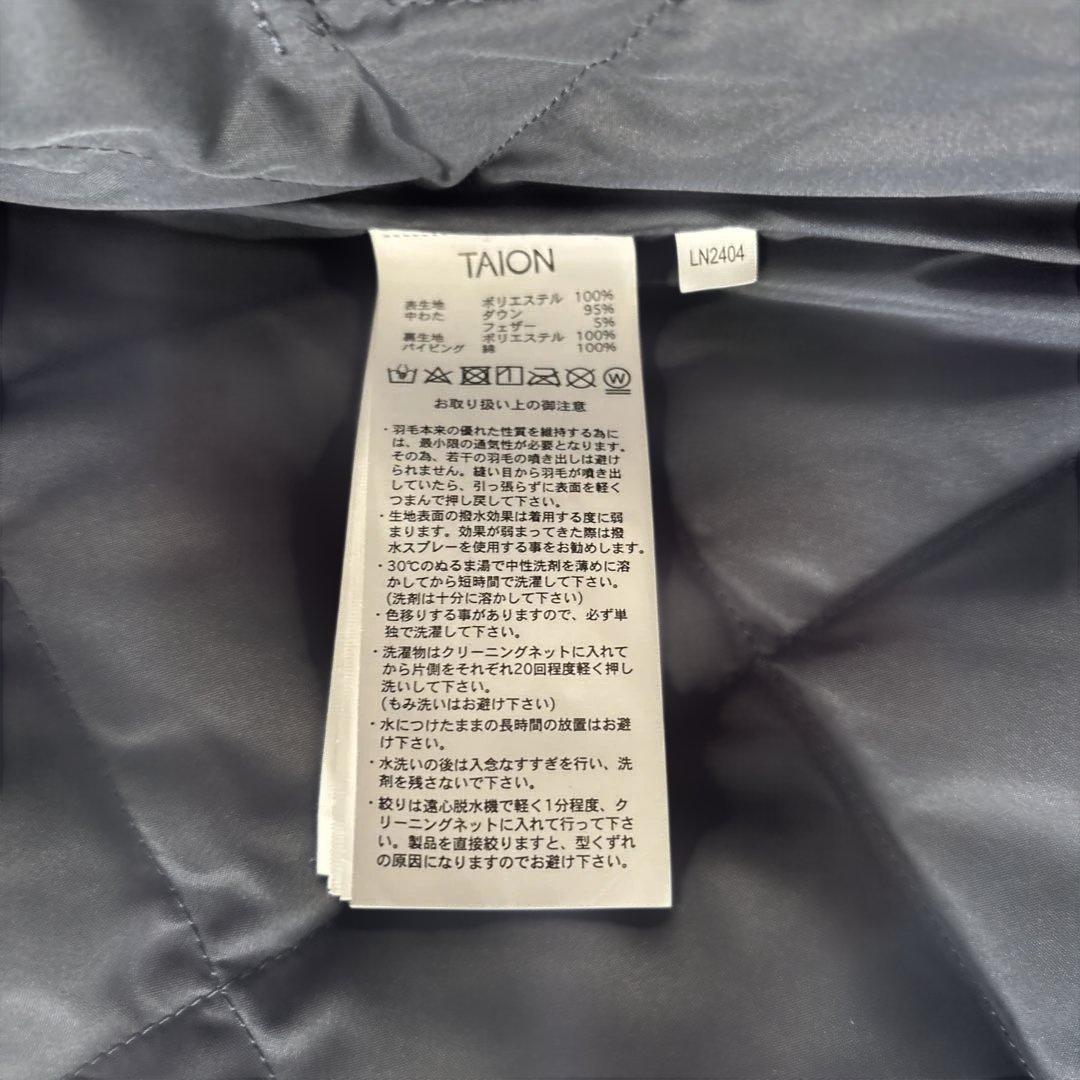 TAION
LN2404
表生地 ポリエステル 100%
中わた ダウン 95%
フェザー 5%
裏生地 ポリエステル 100%
パイピング 綿 100%
W
お取り扱い上の御注意
・羽毛本来の優れた性質を維持する為に
は、最小限の通気性が必要となります。
その為、若干の羽毛の噴き出しは避け
られません。縫い目から羽毛が噴き出
していたら、引っ張らずに表面を軽く
つまんで押し戻して下さい。
・生地表面の撥水効果は着用する度に弱
まります。効果が弱まってきた際は撥
水スプレーを使用する事をお勧めします。
・30℃のぬるま湯で中性洗剤を薄めに溶
かしてから短時間で洗濯して下さい。
(洗剤は十分に溶かして下さい)
・色移りする事がありますので、必ず単
独で洗濯して下さい。
・洗濯物はクリーニングネットに入れて
から片側をそれぞれ20回程度軽く押し
洗いして下さい。
(もみ洗いはお避け下さい)
・水につけたままの長時間の放置はお避
け下さい。
・水洗いの後は入念なすすぎを行い、洗
剤を残さないで下さい。
・絞りは遠心脱水機で軽く1分程度、ク
リーニングネットに入れて行って下さ
い。製品を直接絞りますと、型くずれ
の原因になりますのでお避け下さい。